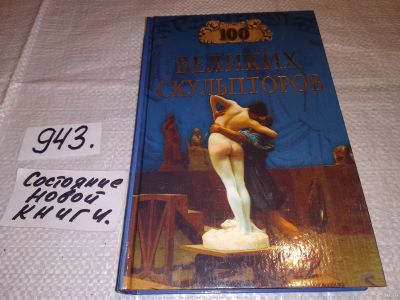 100
ВЕЛИКИХ
СКУЛЬПТОРОВ
943.
Состояние
Новой
книги.